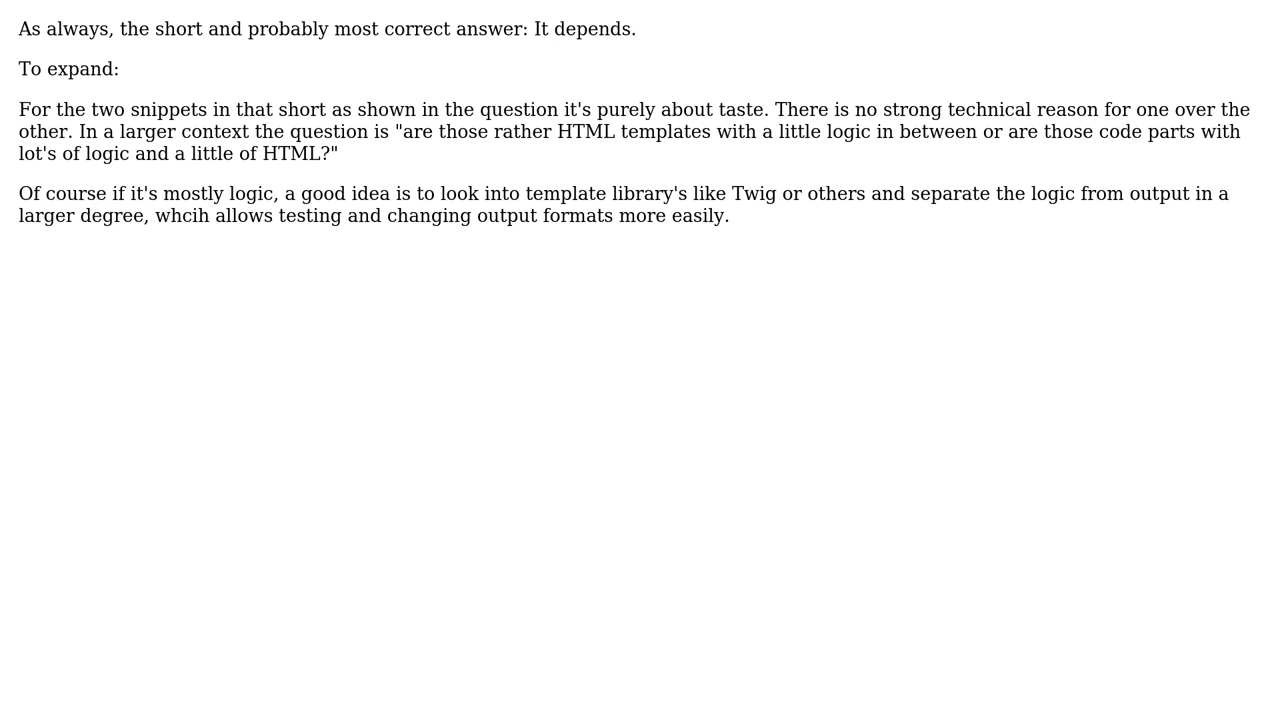 As always, the short and probably most correct answer: It depends.
To expand:
For the two snippets in that short as shown in the question it's purely about taste. There is no strong technical reason for one over the
other. In a larger context the question is "are those rather HTML templates with a little logic in between or are those code parts with
lot's of logic and a little of HTML?"
Of course if it's mostly logic, a good idea is to look into template library's like Twig or others and separate the logic from output in a
larger degree, whcih allows testing and changing output formats more easily.